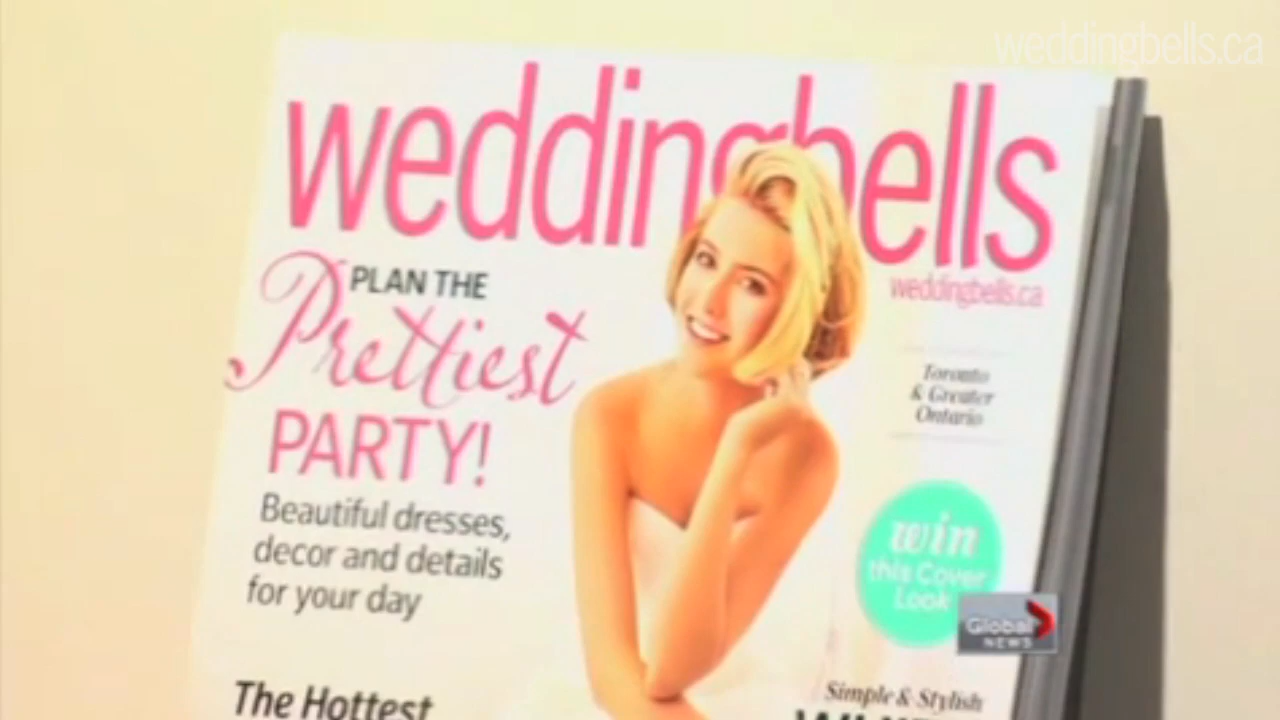 weddingbells.ca
weddingbells
weddingbells.ca
PLAN THE
Prettiest
PARTY!
Beautiful dresses,
decor and details
for your day
Toronto
& Greater
Ontario
win
this Cover
Look
Global
NEWS
The Hottest
Simple & Stylish